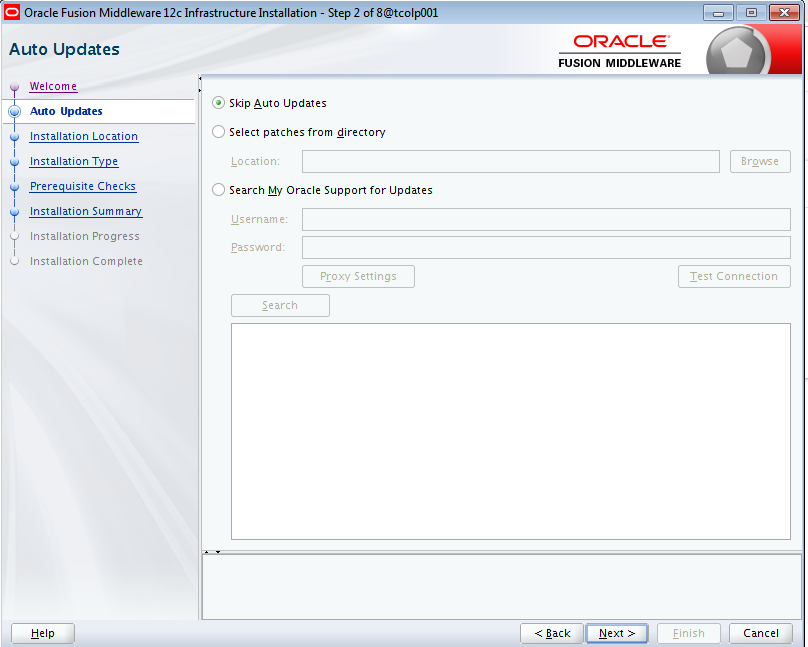 Oracle Fusion Middleware 12c Infrastructure Installation - Step 2 of 8@tcolp001
Auto Updates
ORACLE®
FUSION MIDDLEWARE
Welcome
Auto Updates
Installation Location
Installation Type
Prerequisite Checks
Installation Summary
Installation Progress
Installation Complete
Skip Auto Updates
Select patches from directory
Location:
Browse
Search My Oracle Support for Updates
Username:
Password:
Proxy Settings
Test Connection
Search
Help
< Back
Next >
Finish
Cancel